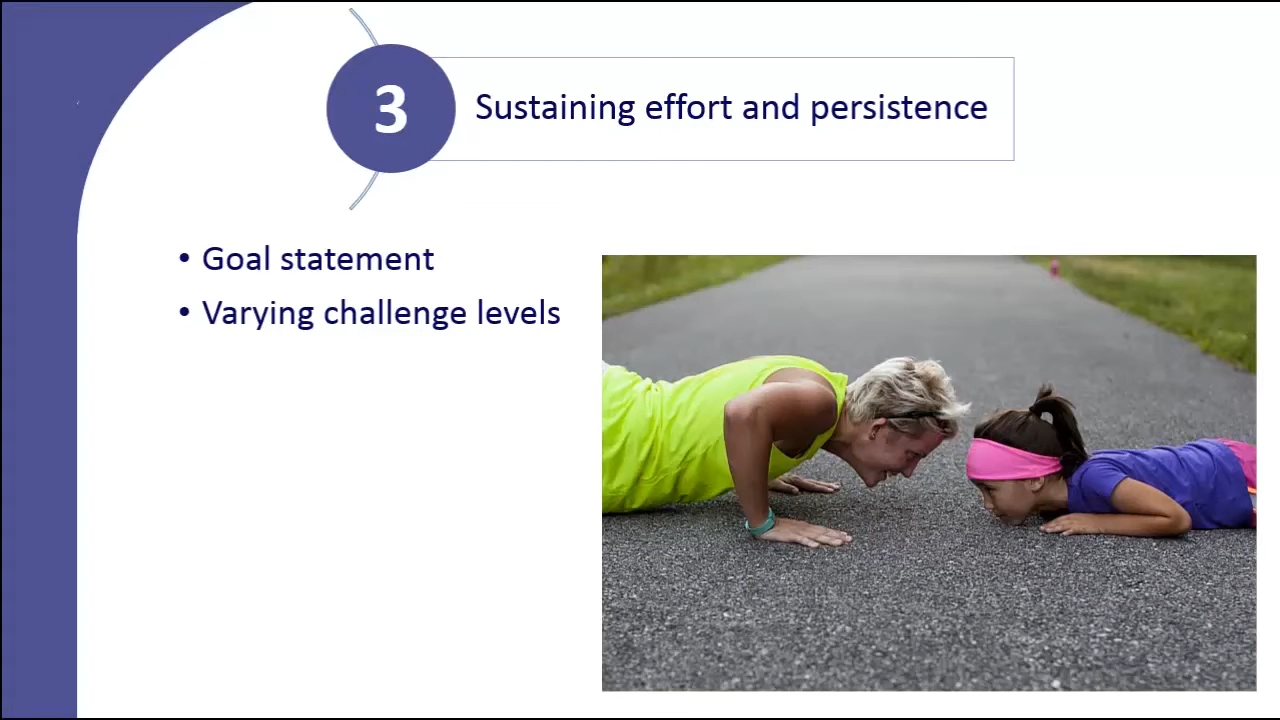 3
Sustaining effort and persistence
• Goal statement
• Varying challenge levels